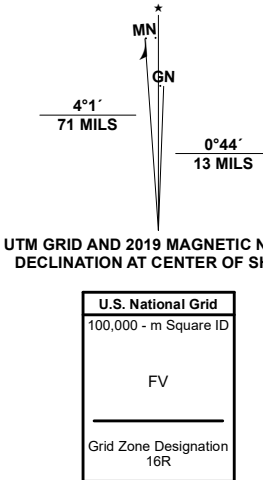 ★
MN
GN
4°1´
71 MILS
0°44´
13 MILS
UTM GRID AND 2019 MAGNETIC N
DECLINATION AT CENTER OF SH
U.S. National Grid
100,000 - m Square ID
FV
Grid Zone Designation
16R